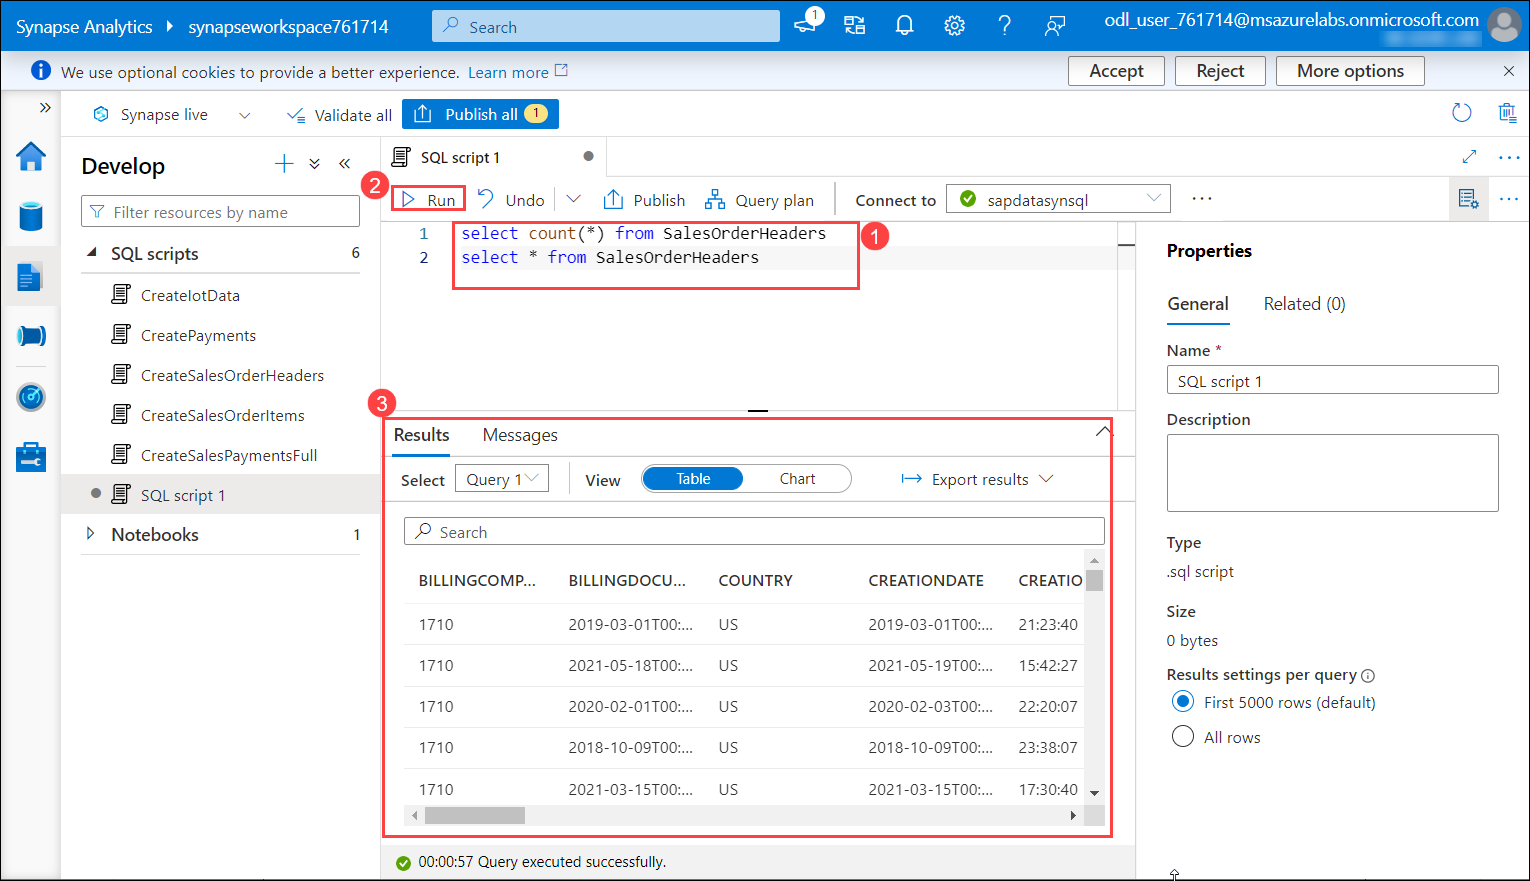 Synapse Analytics synapseworkspace761714 Search 1 odl_user_761714@msazurelabs.onmicrosoft.com
We use optional cookies to provide a better experience. Learn more Accept Reject More options
Synapse live Validate all Publish all 1
Develop
Filter resources by name
SQL scripts 6
CreateIotData
CreatePayments
CreateSalesOrderHeaders
CreateSalesOrderItems
CreateSalesPaymentsFull
SQL script 1
Notebooks 1
SQL script 1
2 Run Undo Publish Query plan Connect to sapdatasynsql
1 select count(*) from SalesOrderHeaders 1
2 select * from SalesOrderHeaders
3
Results Messages
Select Query 1 View Table Chart Export results
Search
BILLINGCOMP... BILLINGDOCU... COUNTRY CREATIONDATE CREATIO
1710 2019-03-01T00:... US 2019-03-01T00:... 21:23:40
1710 2021-05-18T00:... US 2021-05-19T00:... 15:42:27
1710 2020-02-01T00:... US 2020-02-03T00:... 22:20:07
1710 2018-10-09T00:... US 2018-10-09T00:... 23:38:07
1710 2021-03-15T00:... US 2021-03-15T00:... 17:30:40
00:00:57 Query executed successfully.
Properties
General Related (0)
Name *
SQL script 1
Description
Type
.sql script
Size
0 bytes
Results settings per query
First 5000 rows (default)
All rows